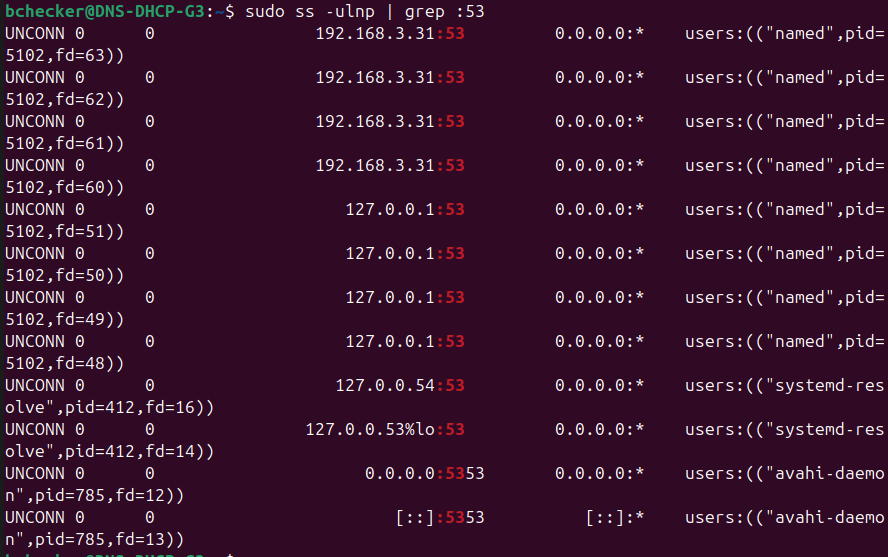 bchecker@DNS-DHCP-G3:~$ sudo ss -ulnp | grep :53
UNCONN 0      0                192.168.3.31:53         0.0.0.0:*    users:(("named",pid=
5102,fd=63))
UNCONN 0      0                192.168.3.31:53         0.0.0.0:*    users:(("named",pid=
5102,fd=62))
UNCONN 0      0                192.168.3.31:53         0.0.0.0:*    users:(("named",pid=
5102,fd=61))
UNCONN 0      0                192.168.3.31:53         0.0.0.0:*    users:(("named",pid=
5102,fd=60))
UNCONN 0      0                   127.0.0.1:53         0.0.0.0:*    users:(("named",pid=
5102,fd=51))
UNCONN 0      0                   127.0.0.1:53         0.0.0.0:*    users:(("named",pid=
5102,fd=50))
UNCONN 0      0                   127.0.0.1:53         0.0.0.0:*    users:(("named",pid=
5102,fd=49))
UNCONN 0      0                   127.0.0.1:53         0.0.0.0:*    users:(("named",pid=
5102,fd=48))
UNCONN 0      0                  127.0.0.54:53         0.0.0.0:*    users:(("systemd-res
olve",pid=412,fd=16))
UNCONN 0      0               127.0.0.53%lo:53         0.0.0.0:*    users:(("systemd-res
olve",pid=412,fd=14))
UNCONN 0      0                     0.0.0.0:5353       0.0.0.0:*    users:(("avahi-daemo
n",pid=785,fd=12))
UNCONN 0      0                        [::]:5353          [::]:*    users:(("avahi-daemo
n",pid=785,fd=13))